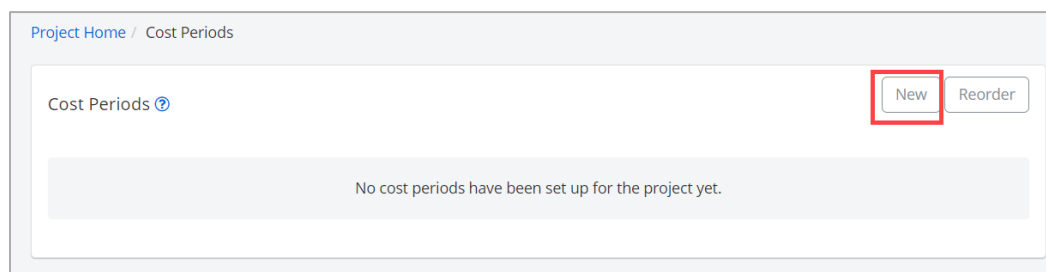 Project Home / Cost Periods
Cost Periods
New
Reorder
No cost periods have been set up for the project yet.